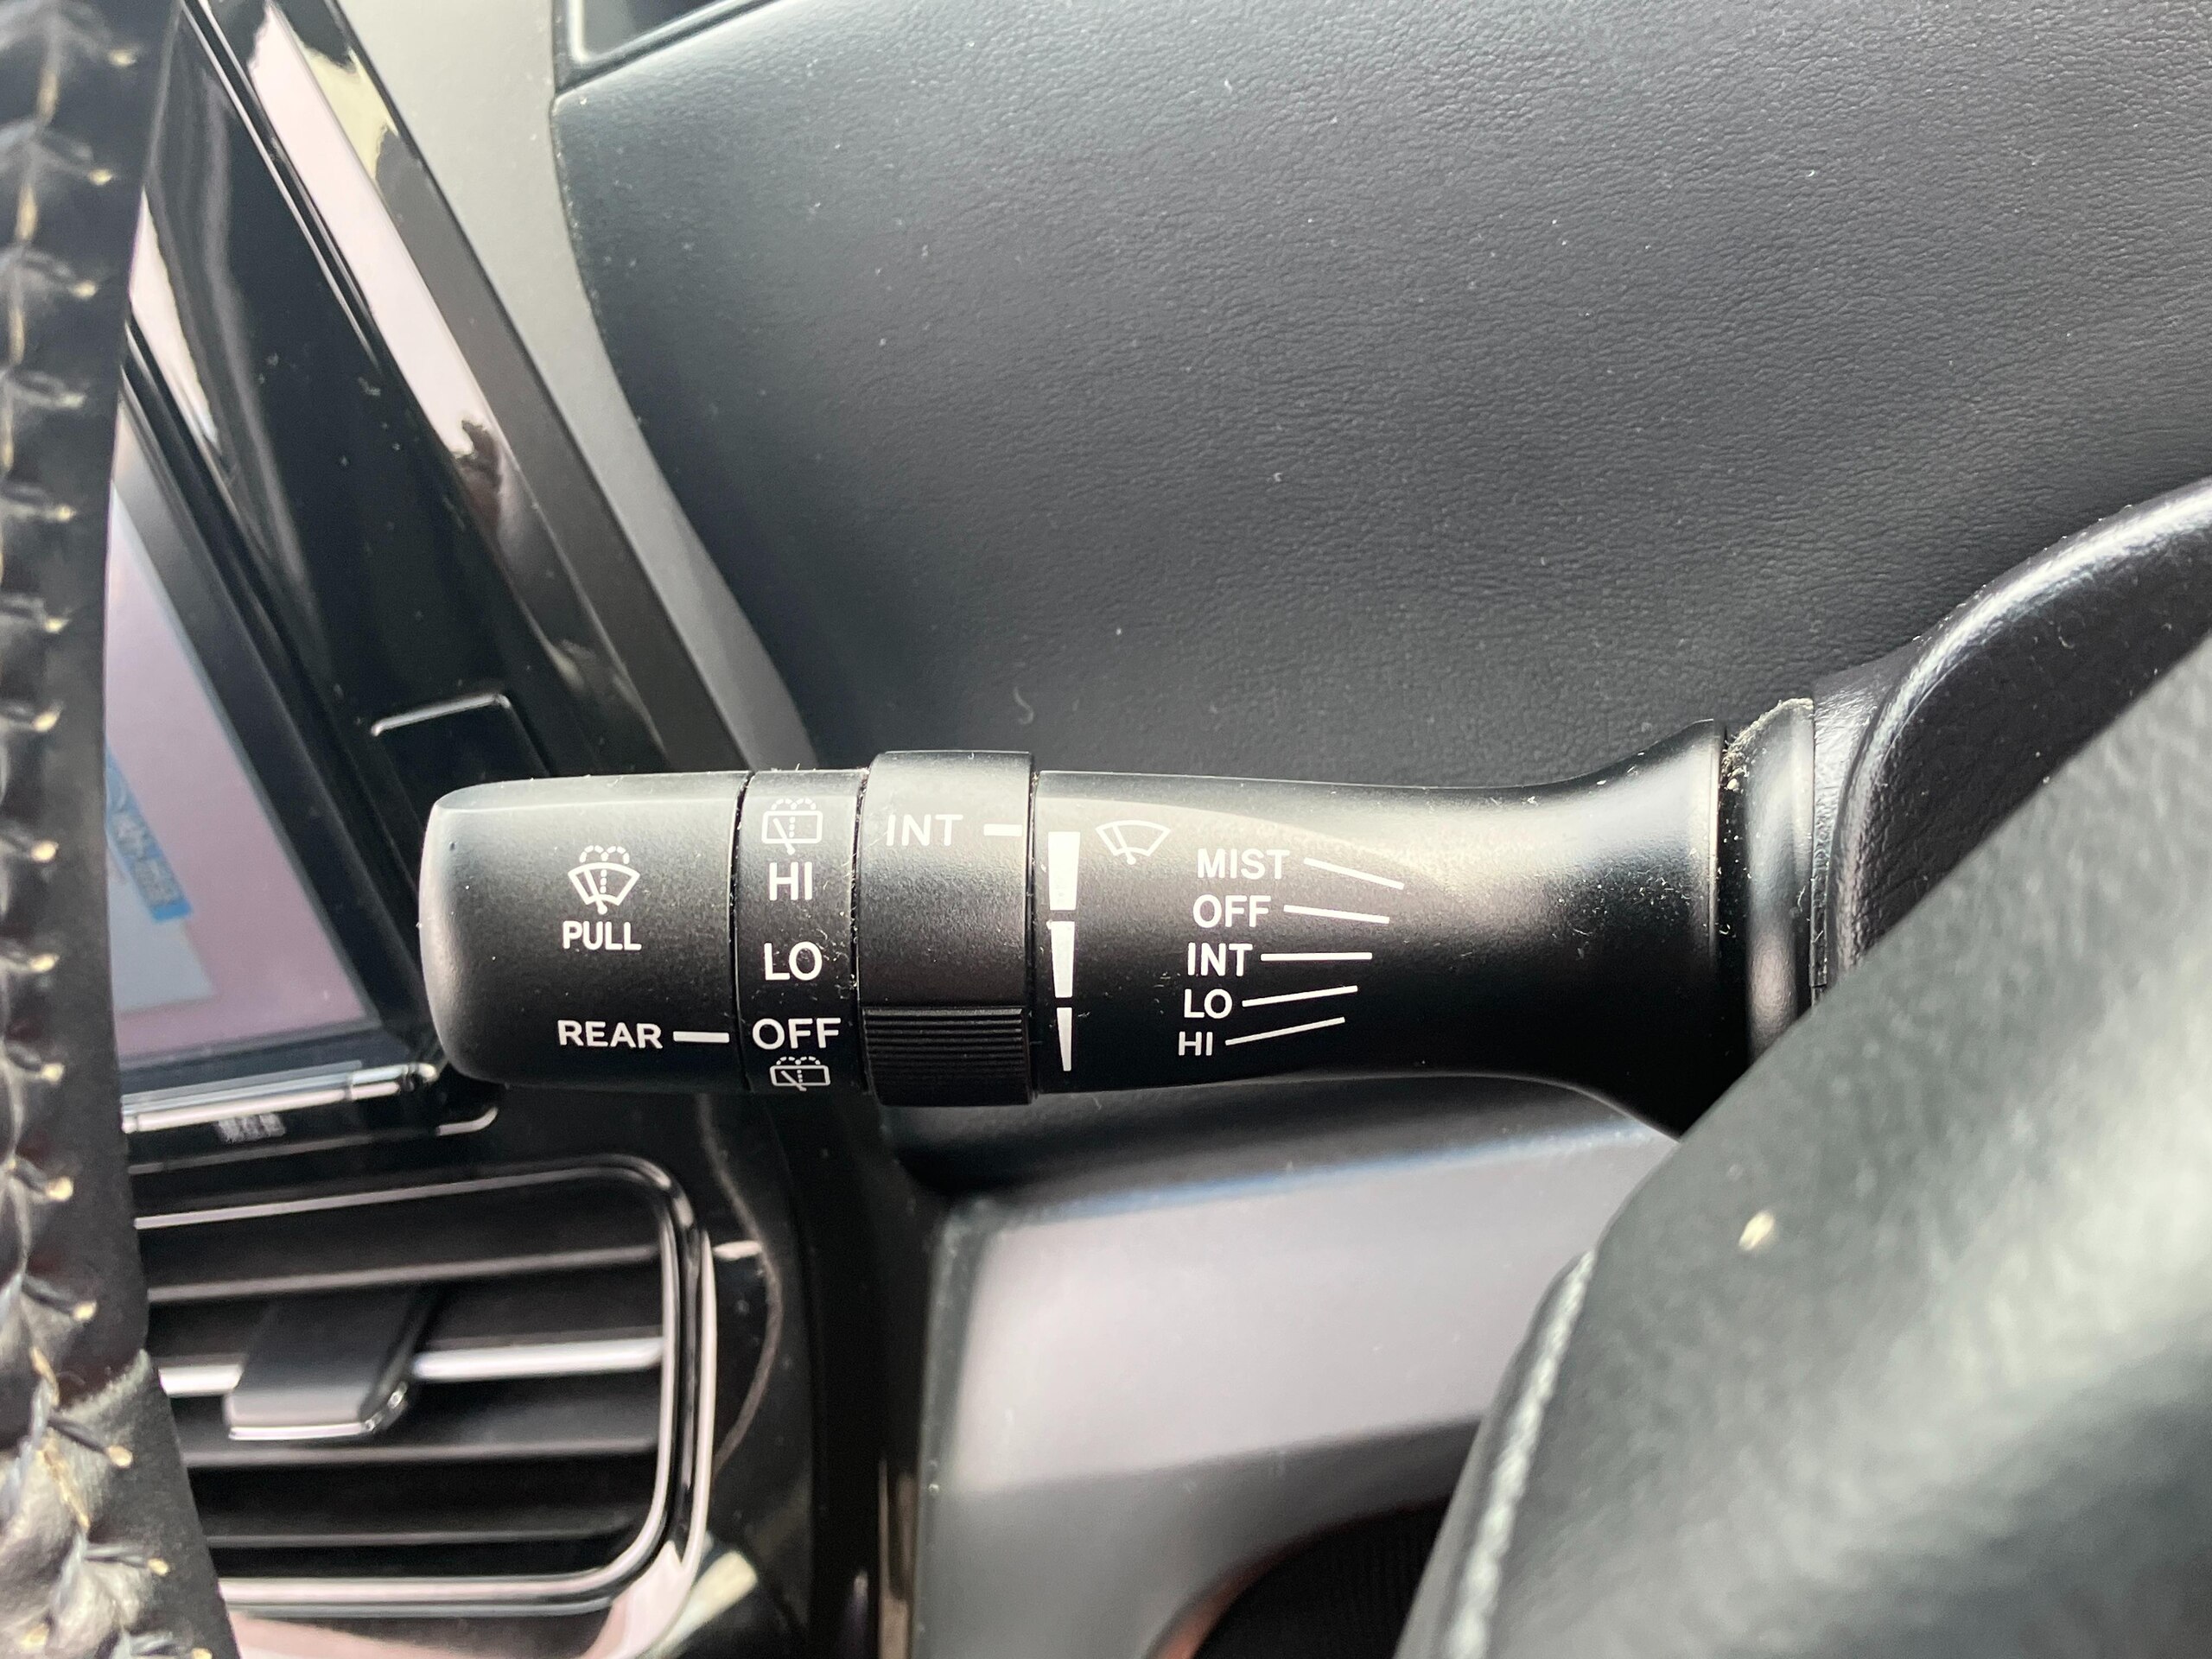 PULL
REAR
HI
LO
OFF
INT
MIST
OFF
INT
LO
HI